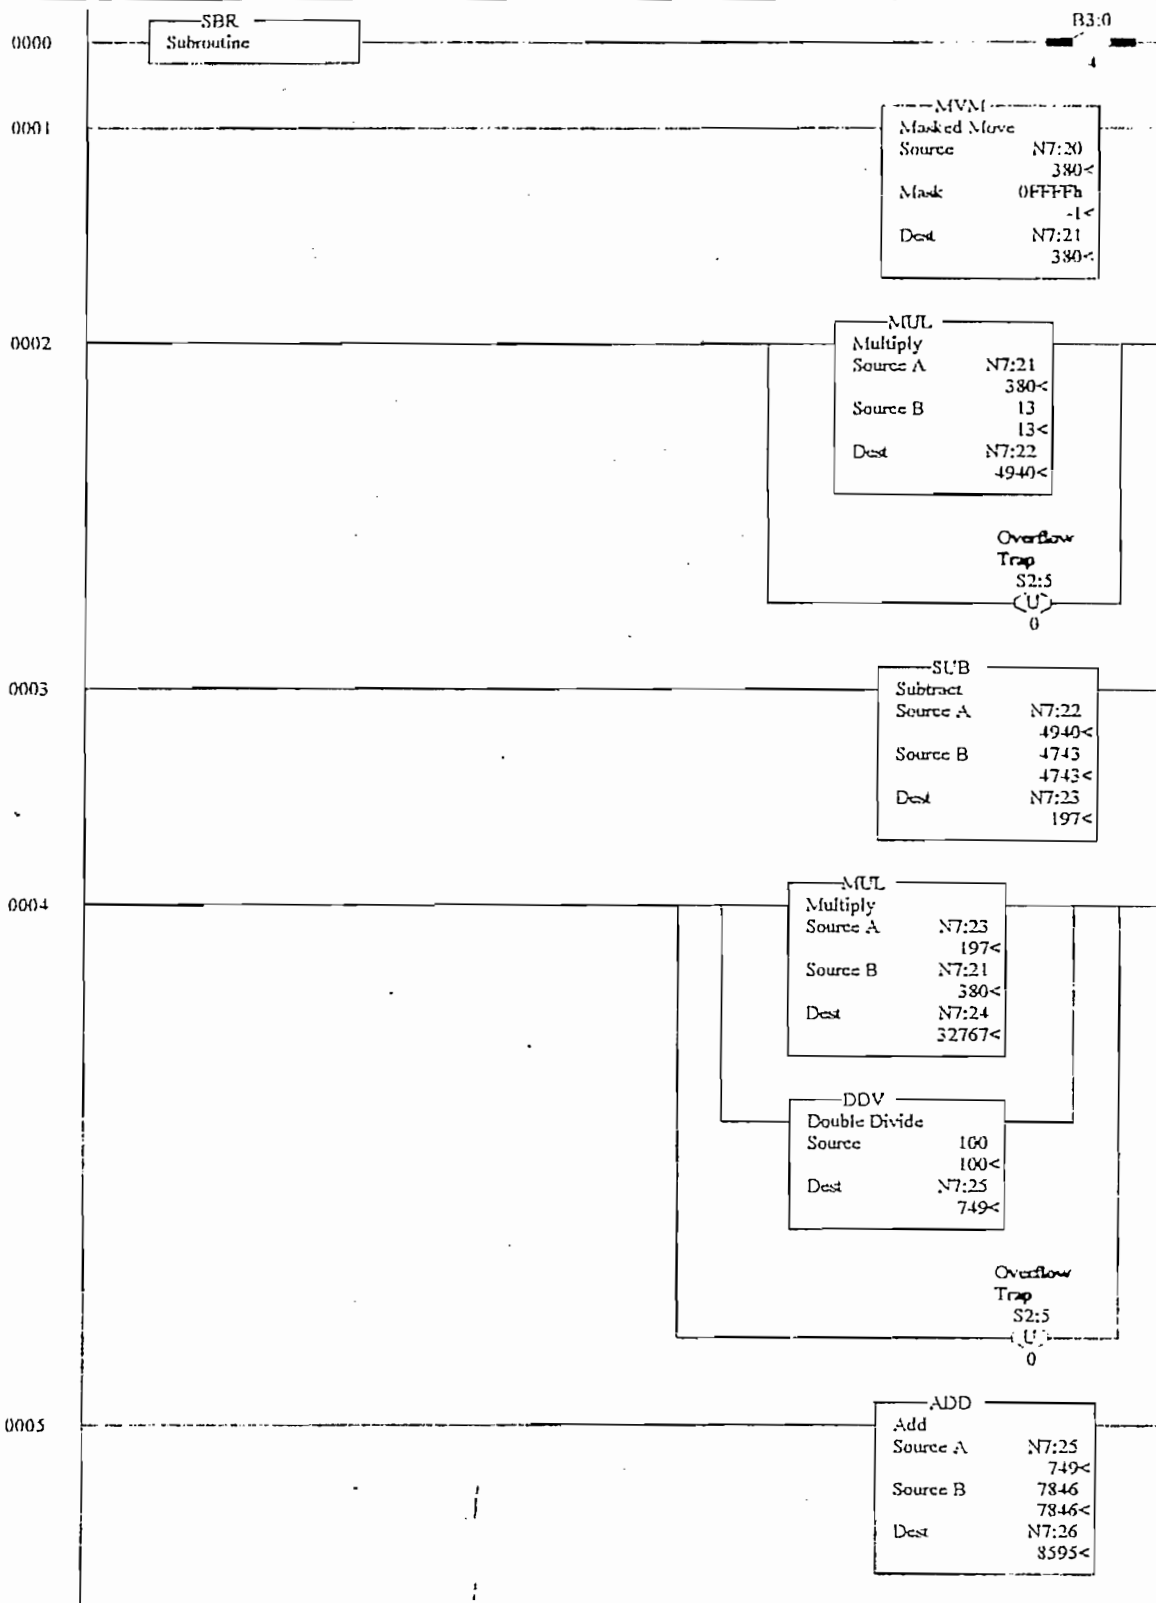 SBR
B3:0
0000
Subroutine
4
MVM
0001
Masked Move
Source N7:20
380<
Mask 0FFFFh
-1<
Dest N7:21
380<
MUL
0002
Multiply
Source A N7:21
380<
Source B 13
13<
Dest N7:22
4940<
Overflow
Trap
S2:5
U
0
SUB
0003
Subtract
Source A N7:22
4940<
Source B 4743
4743<
Dest N7:23
197<
MUL
0004
Multiply
Source A N7:23
197<
Source B N7:21
380<
Dest N7:24
32767<
DDV
Double Divide
Source 100
100<
Dest N7:25
749<
Overflow
Trap
S2:5
U
0
ADD
0005
Add
Source A N7:25
749<
Source B 7846
7846<
Dest N7:26
8595<